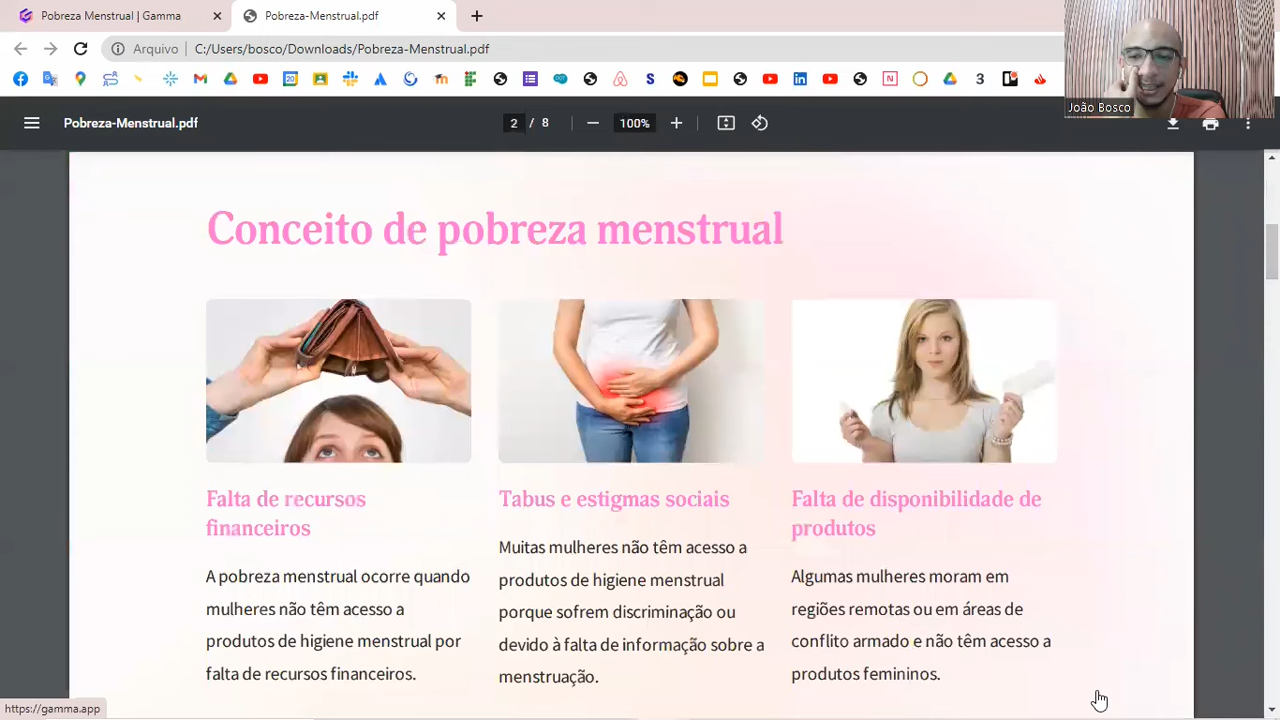 Pobreza Menstrual | Gamma
Pobreza-Menstrual.pdf
Arquivo
C:/Users/bosco/Downloads/Pobreza-Menstrual.pdf
João Bosco
Pobreza-Menstrual.pdf
2 / 8
100%
Conceito de pobreza menstrual
Falta de recursos
financeiros
A pobreza menstrual ocorre quando
mulheres não têm acesso a
produtos de higiene menstrual por
falta de recursos financeiros.
Tabus e estigmas sociais
Muitas mulheres não têm acesso a
produtos de higiene menstrual
porque sofrem discriminação ou
devido à falta de informação sobre a
menstruação.
Falta de disponibilidade de
produtos
Algumas mulheres moram em
regiões remotas ou em áreas de
conflito armado e não têm acesso a
produtos femininos.
https://gamma.app